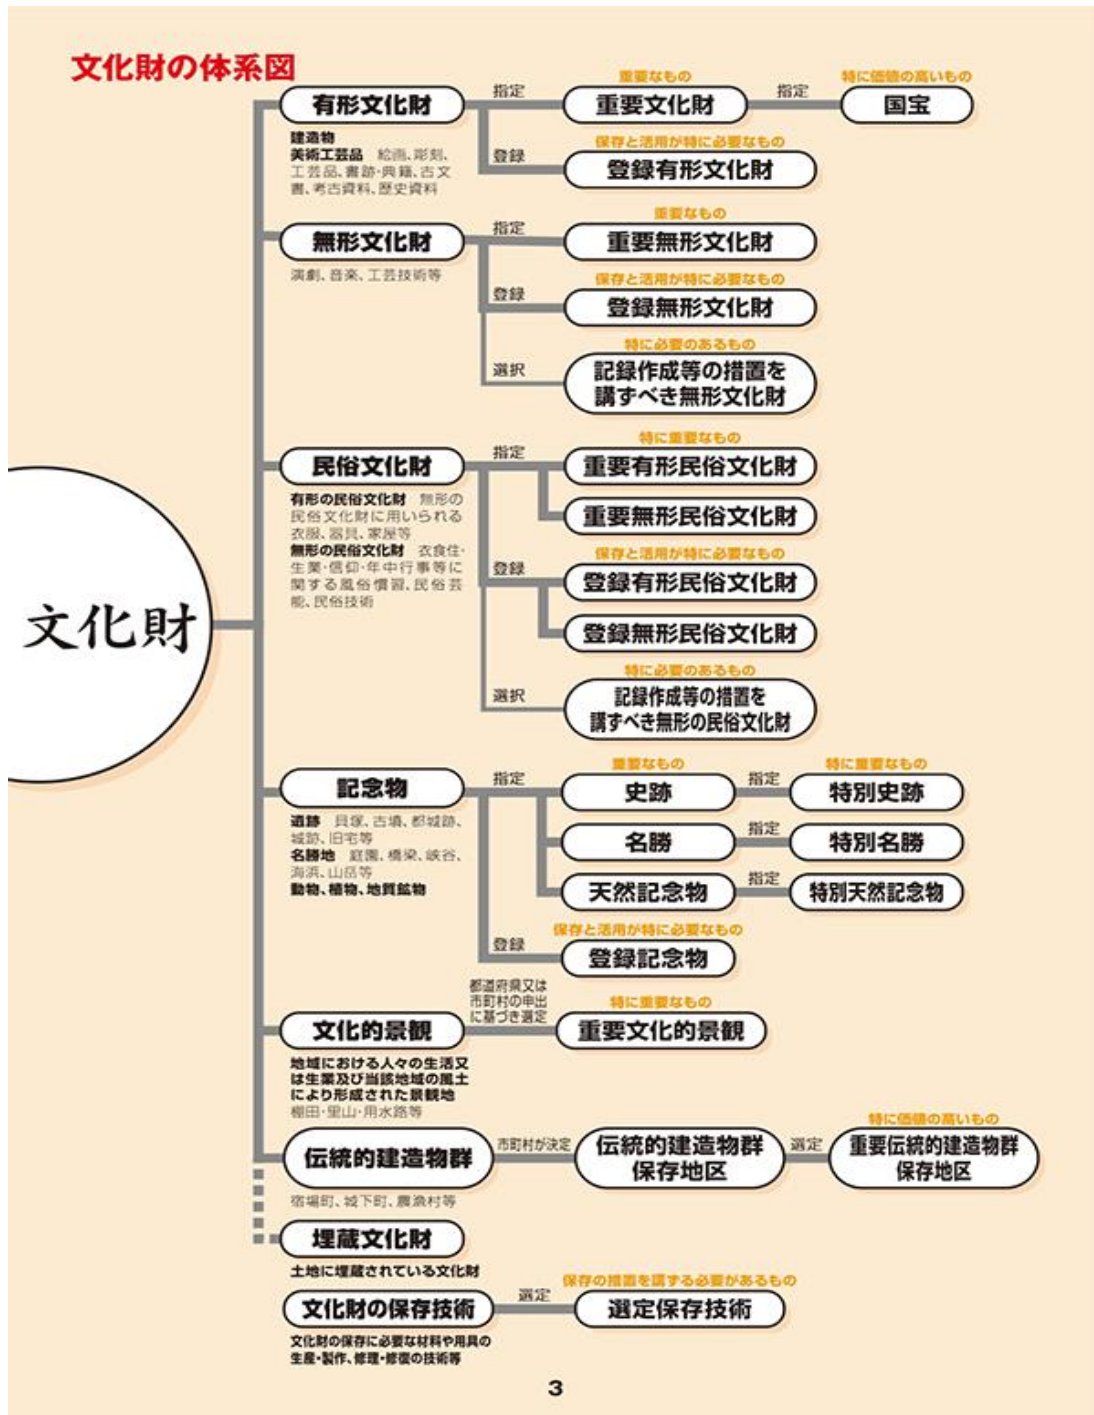 文化財の体系図
文化財
有形文化財
建造物
美術工芸品 絵画、彫刻、
工芸品、書跡・典籍、古文
書、考古資料、歴史資料
指定
重要なもの
重要文化財
指定
特に価値の高いもの
国宝
登録
保存と活用が特に必要なもの
登録有形文化財
無形文化財
演劇、音楽、工芸技術等
指定
重要なもの
重要無形文化財
登録
保存と活用が特に必要なもの
登録無形文化財
選択
特に必要のあるもの
記録作成等の措置を
講ずべき無形文化財
民俗文化財
有形の民俗文化財 無形の
民俗文化財に用いられる
衣服、器具、家屋等
無形の民俗文化財 衣食住・
生業・信仰・年中行事等に
関する風俗慣習、民俗芸
能、民俗技術
指定
特に重要なもの
重要有形民俗文化財
重要無形民俗文化財
登録
保存と活用が特に必要なもの
登録有形民俗文化財
登録無形民俗文化財
選択
特に必要のあるもの
記録作成等の措置を
講ずべき無形の民俗文化財
記念物
遺跡 貝塚、古墳、都城跡、
城跡、旧宅等
名勝地 庭園、橋梁、峡谷、
海浜、山岳等
動物、植物、地質鉱物
指定
重要なもの
史跡
指定
特に重要なもの
特別史跡
名勝
指定
特別名勝
天然記念物
指定
特別天然記念物
登録
保存と活用が特に必要なもの
登録記念物
文化的景観
地域における人々の生活又
は生業及び当該地域の風土
により形成された景観地
棚田・里山・用水路等
都道府県又は
市町村の申出
に基づき選定
特に重要なもの
重要文化的景観
伝統的建造物群
宿場町、城下町、農漁村等
市町村が決定
伝統的建造物群
保存地区
選定
特に価値の高いもの
重要伝統的建造物群
保存地区
埋蔵文化財
土地に埋蔵されている文化財
文化財の保存技術
文化財の保存に必要な材料や用具の
生産・製作、修理・修復の技術等
選定
保存の措置を講ずる必要があるもの
選定保存技術
3